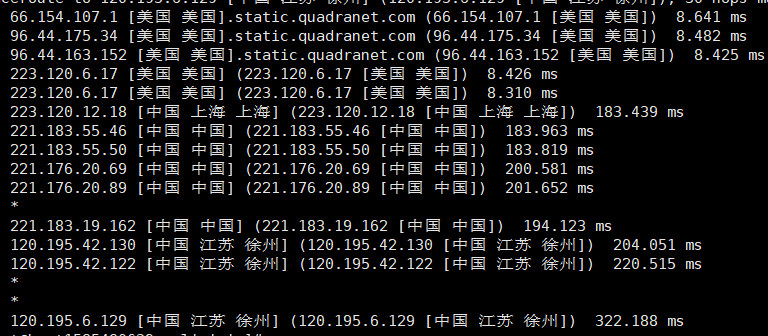 66.154.107.1 [美国 美国].static.quadranet.com (66.154.107.1 [美国 美国])  8.641 ms
96.44.175.34 [美国 美国].static.quadranet.com (96.44.175.34 [美国 美国])  8.482 ms
96.44.163.152 [美国 美国].static.quadranet.com (96.44.163.152 [美国 美国])  8.425 ms
223.120.6.17 [美国 美国] (223.120.6.17 [美国 美国])  8.426 ms
223.120.6.17 [美国 美国] (223.120.6.17 [美国 美国])  8.310 ms
223.120.12.18 [中国 上海 上海] (223.120.12.18 [中国 上海 上海])  183.439 ms
221.183.55.46 [中国 中国] (221.183.55.46 [中国 中国])  183.963 ms
221.183.55.50 [中国 中国] (221.183.55.50 [中国 中国])  183.819 ms
221.176.20.69 [中国 中国] (221.176.20.69 [中国 中国])  200.581 ms
221.176.20.89 [中国 中国] (221.176.20.89 [中国 中国])  201.652 ms
*
221.183.19.162 [中国 中国] (221.183.19.162 [中国 中国])  194.123 ms
120.195.42.130 [中国 江苏 徐州] (120.195.42.130 [中国 江苏 徐州])  204.051 ms
120.195.42.122 [中国 江苏 徐州] (120.195.42.122 [中国 江苏 徐州])  220.515 ms
*
*
120.195.6.129 [中国 江苏 徐州] (120.195.6.129 [中国 江苏 徐州])  322.188 ms